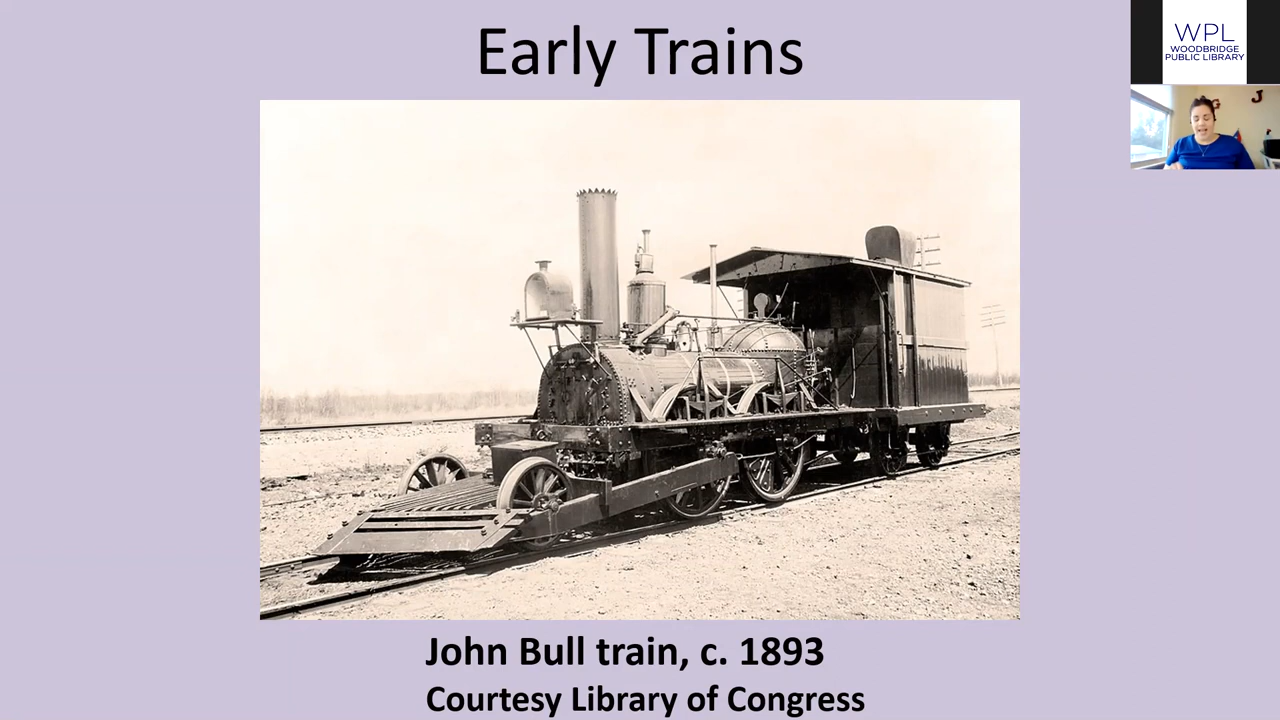 Early Trains
WPL
WOODBRIDGE
PUBLIC LIBRARY
G J
John Bull train, c. 1893
Courtesy Library of Congress